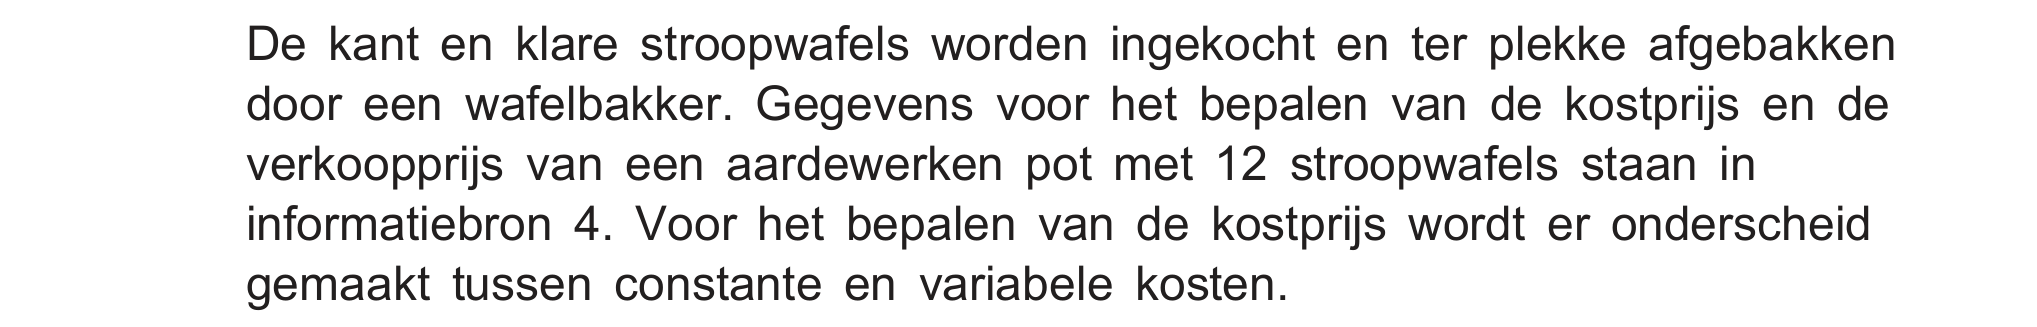 De kant en klare stroopwafels worden ingekocht en ter plekke afgebakken
door een wafelbakker. Gegevens voor het bepalen van de kostprijs en de
verkoopprijs van een aardewerken pot met 12 stroopwafels staan in
informatiebron 4. Voor het bepalen van de kostprijs wordt er onderscheid
gemaakt tussen constante en variabele kosten.